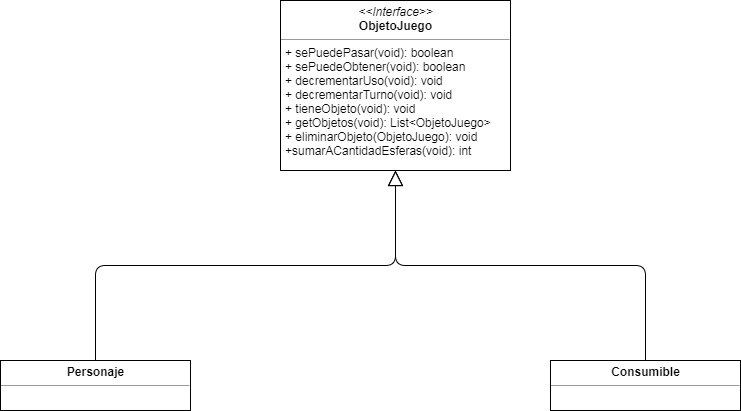 <<Interface>>
ObjetoJuego
+ sePuedePasar(void): boolean
+ sePuedeObtener(void): boolean
+ decrementarUso(void): void
+ decrementarTurno(void): void
+ tieneObjeto(void): void
+ getObjetos(void): List<ObjetoJuego>
+ eliminarObjeto(ObjetoJuego): void
+sumarACantidadEsferas(void): int
Personaje
Consumible